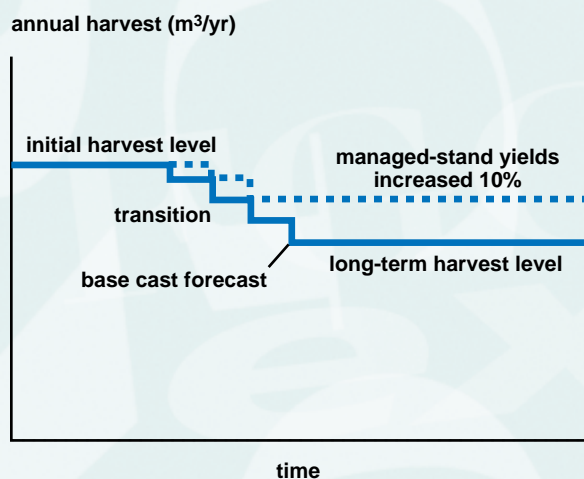 annual harvest (m³/yr)
initial harvest level
managed-stand yields
increased 10%
transition
base cast forecast
long-term harvest level
time